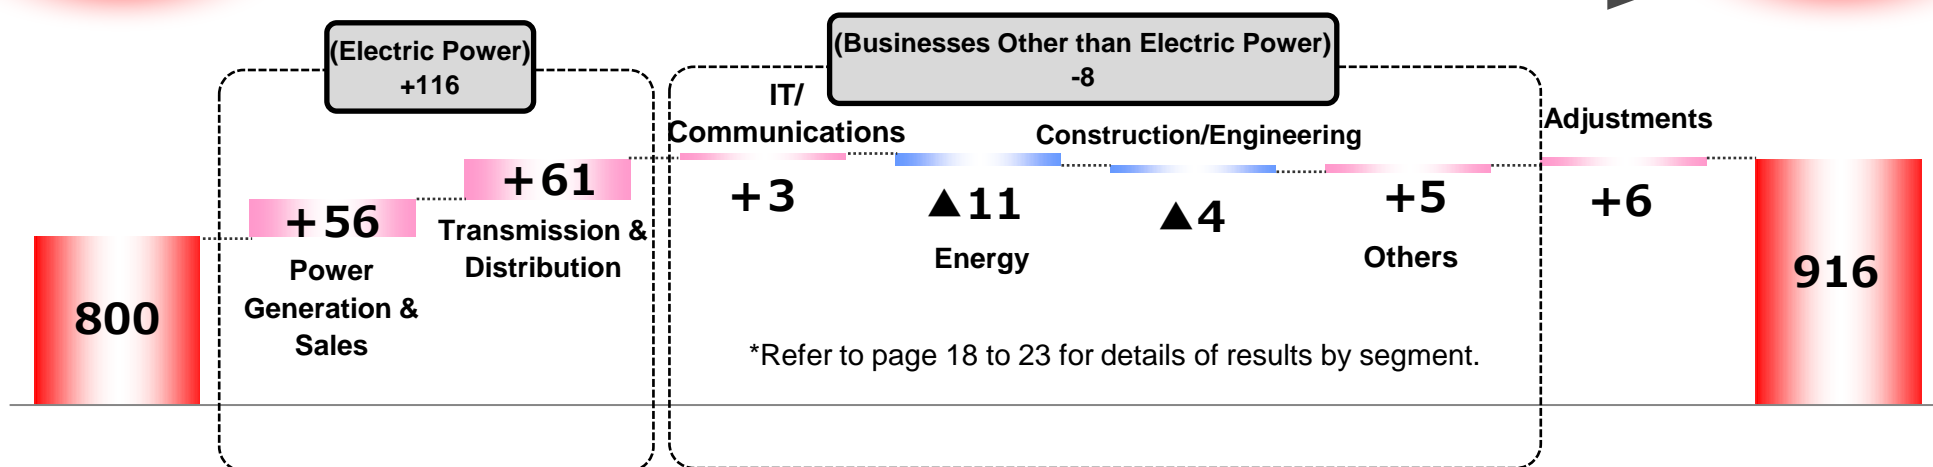 (Electric Power)
+116
(Businesses Other than Electric Power)
-8
IT/
Communications
Construction/Engineering
Adjustments
800
+56
Power
Generation &
Sales
+61
Transmission &
Distribution
+3
▲11
Energy
▲4
+5
Others
+6
916
*Refer to page 18 to 23 for details of results by segment.